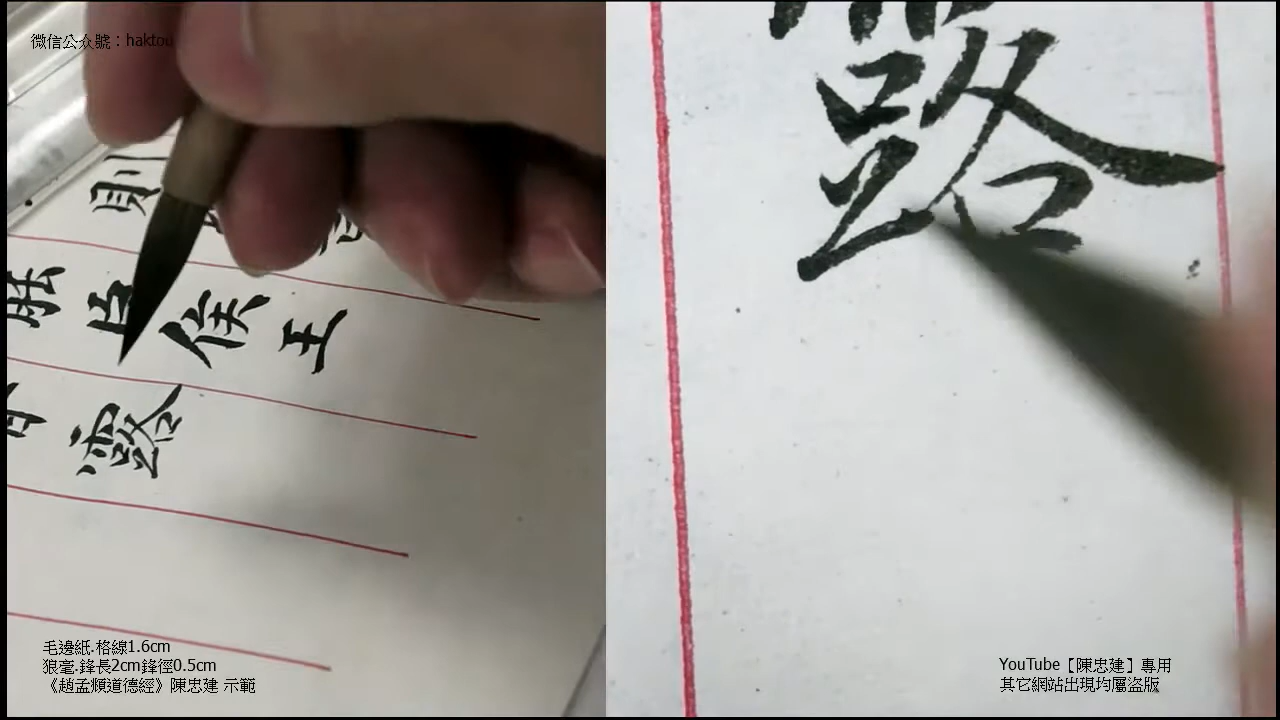 微信公众號：haktou
則
王侯
露
露
毛邊紙.格線1.6cm
狼毫.鋒長2cm鋒徑0.5cm
《趙孟頫道德經》陳忠建 示範
YouTube［陳忠建］專用
其它網站出現均屬盜版